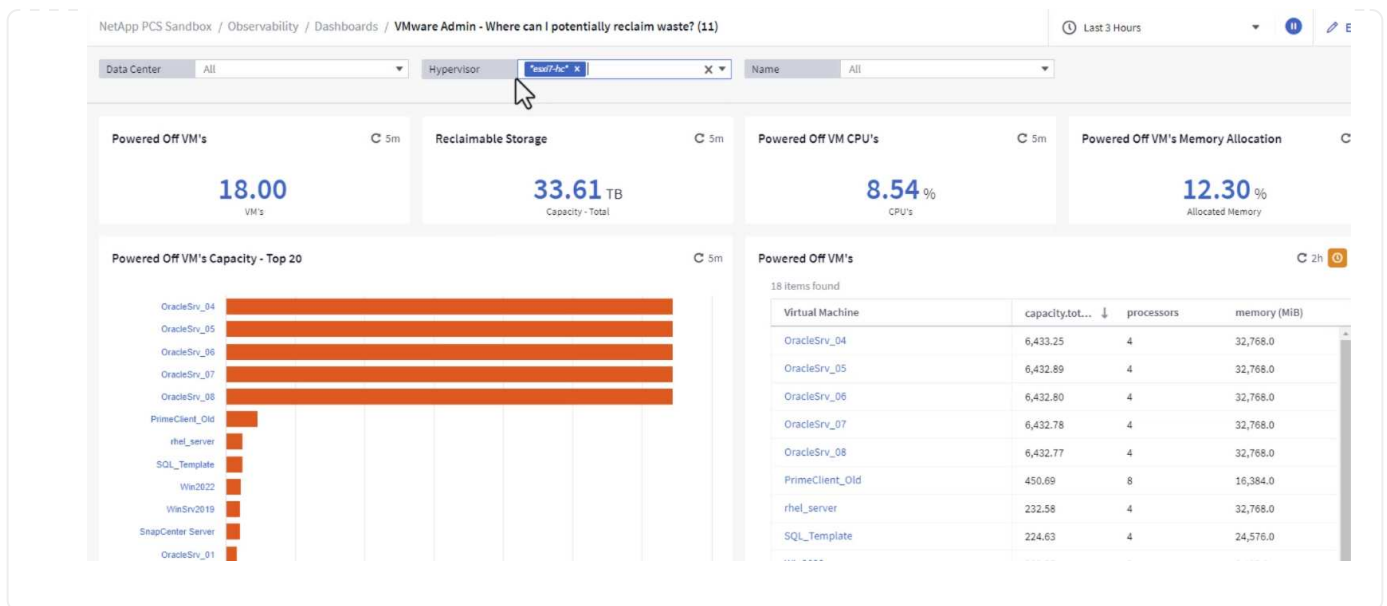 NetApp PCS Sandbox / Observability / Dashboards / VMware Admin - Where can I potentially reclaim waste? (11)
Last 3 Hours
Data Center All
Hypervisor "esxi7-hc" x X
Name All
Powered Off VM's 5m
18.00
VM's
Reclaimable Storage 5m
33.61 TB
Capacity - Total
Powered Off VM CPU's 5m
8.54 %
CPU's
Powered Off VM's Memory Allocation
12.30 %
Allocated Memory
Powered Off VM's Capacity - Top 20 5m
OracleSrv_04
OracleSrv_05
OracleSrv_06
OracleSrv_07
OracleSrv_08
PrimeClient_Old
rhel_server
SQL_Template
Win2022
WinSrv2019
SnapCenter Server
OracleSrv_01
Powered Off VM's 2h
18 items found
Virtual Machine capacity.tot... ↓ processors memory (MiB)
OracleSrv_04 6,433.25 4 32,768.0
OracleSrv_05 6,432.89 4 32,768.0
OracleSrv_06 6,432.80 4 32,768.0
OracleSrv_07 6,432.78 4 32,768.0
OracleSrv_08 6,432.77 4 32,768.0
PrimeClient_Old 450.69 8 16,384.0
rhel_server 232.58 4 32,768.0
SQL_Template 224.63 4 24,576.0